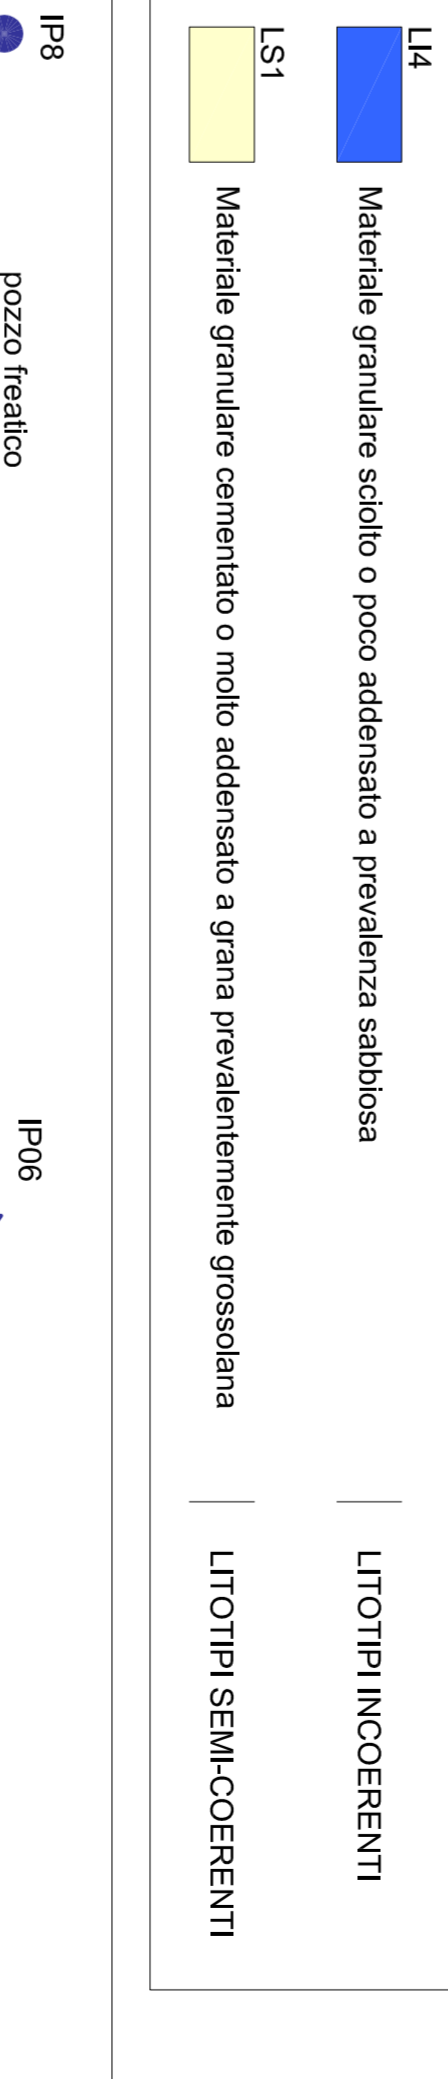 LI4
Materiale granulare sciolto o poco addensato a prevalenza sabbiosa
LITOTIPI INCOERENTI
LS1
Materiale granulare cementato o molto addensato a grana prevalentemente grossolana
LITOTIPI SEMI-COERENTI
IP8
IP06
pozzo freatico